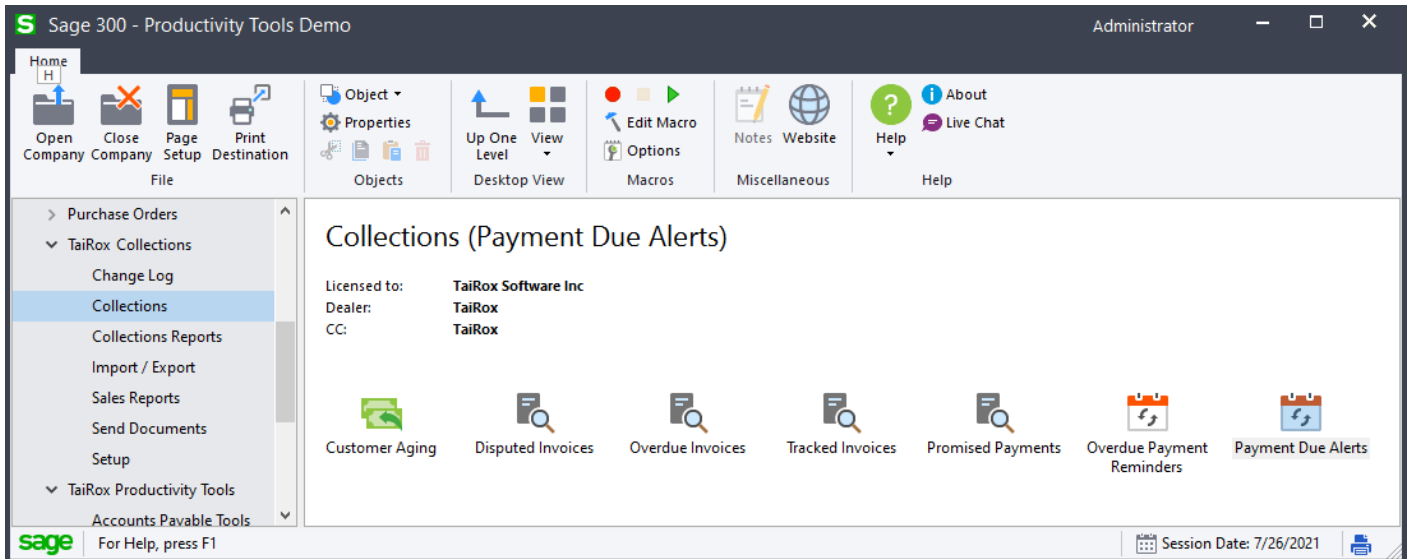 S Sage 300 - Productivity Tools Demo
Administrator
Home
H
Open Company
Close Company
Page Setup
Print Destination
File
Object
Properties
Objects
Up One Level
View
Desktop View
Edit Macro
Options
Macros
Notes
Website
Miscellaneous
Help
About
Live Chat
Help
Purchase Orders
TaiRox Collections
Change Log
Collections
Collections Reports
Import / Export
Sales Reports
Send Documents
Setup
TaiRox Productivity Tools
Accounts Payable Tools
Collections (Payment Due Alerts)
Licensed to: TaiRox Software Inc
Dealer: TaiRox
CC: TaiRox
Customer Aging
Disputed Invoices
Overdue Invoices
Tracked Invoices
Promised Payments
Overdue Payment
Reminders
Payment Due Alerts
sage For Help, press F1
Session Date: 7/26/2021